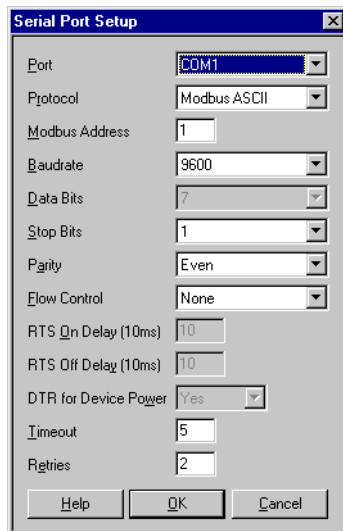 Serial Port Setup
Port COM1
Protocol Modbus ASCII
Modbus Address 1
Baudrate 9600
Data Bits 7
Stop Bits 1
Parity Even
Flow Control None
RTS On Delay (10ms) 10
RTS Off Delay (10ms) 10
DTR for Device Power Yes
Timeout 5
Retries 2
Help OK Cancel